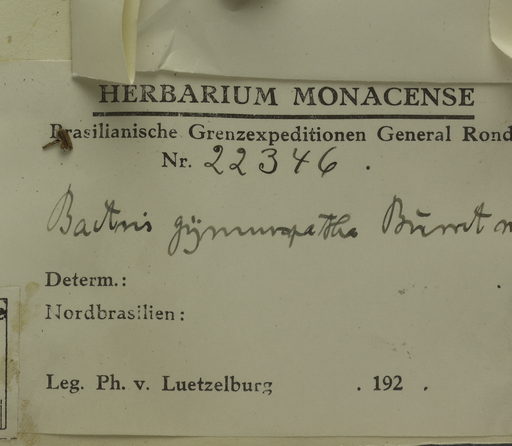 HERBARIUM MONACENSE
Brasilianische Grenzexpeditionen General Rond
Nr. 22346 .
Bactris gymnospatha Burret n
Determ.:
Nordbrasilien:
Leg. Ph. v. Luetzelburg . 192 .